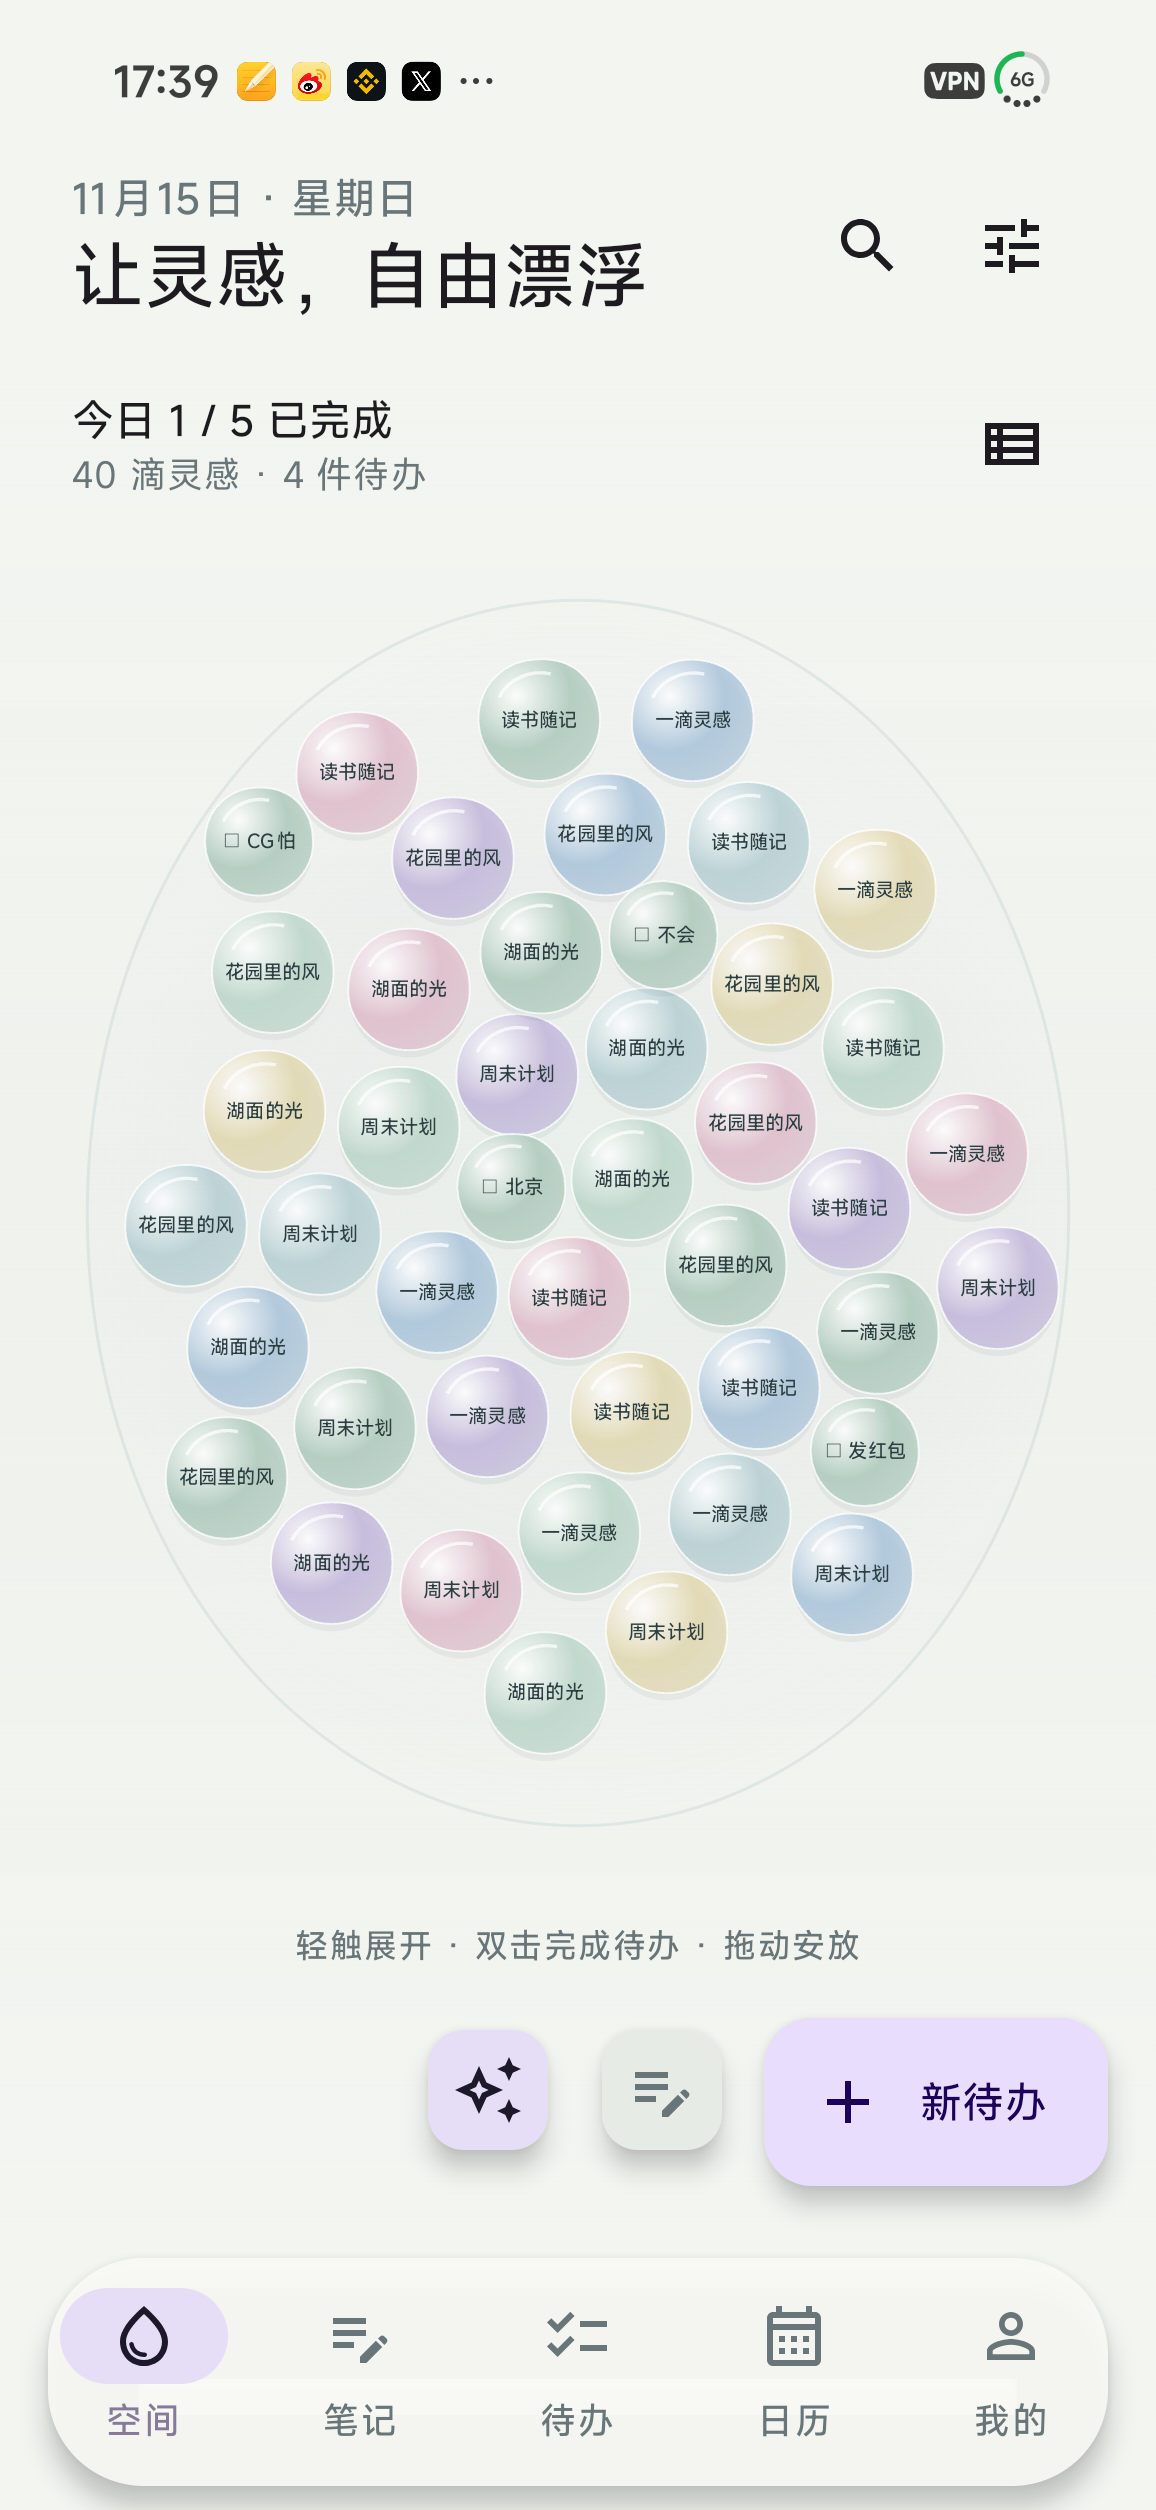 17:39
VPN
6G
11月15日 · 星期日
让灵感，自由漂浮
今日 1 / 5 已完成
40 滴灵感 · 4 件待办
读书随记
一滴灵感
读书随记
□ CG怕
花园里的风
花园里的风
读书随记
一滴灵感
湖面的光
□ 不会
花园里的风
湖面的光
花园里的风
湖面的光
读书随记
周末计划
湖面的光
周末计划
花园里的风
一滴灵感
□ 北京
湖面的光
读书随记
花园里的风
周末计划
花园里的风
周末计划
一滴灵感
读书随记
一滴灵感
湖面的光
读书随记
周末计划
一滴灵感
读书随记
□ 发红包
花园里的风
一滴灵感
一滴灵感
湖面的光
周末计划
周末计划
周末计划
湖面的光
轻触展开 · 双击完成待办 · 拖动安放
新待办
空间
笔记
待办
日历
我的